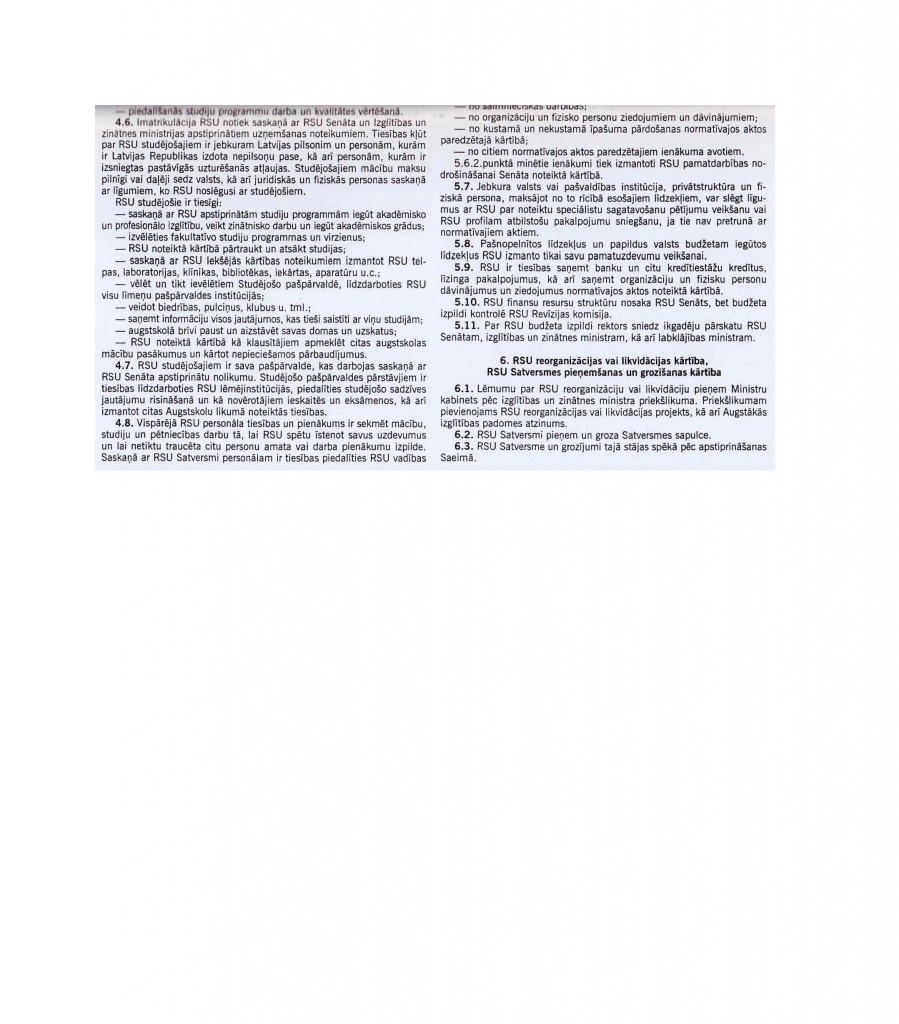 — piedalīšanās studiju programmu darba un kvalitātes vērtēšanā.
4.6. Imatrikulācija RSU notiek saskaņā ar RSU Senāta un Izglītības un
zinātnes ministrijas apstiprinātiem uzņemšanas noteikumiem. Tiesības kļūt
par RSU studējošajiem ir jebkuram Latvijas pilsonim un personām, kurām
ir Latvijas Republikas izdota nepilsoņu pase, kā arī personām, kurām ir
izsniegtas pastāvīgās uzturēšanās atļaujas. Studējošajiem mācību maksu
pilnīgi vai daļēji sedz valsts, kā arī juridiskās un fiziskās personas saskaņā
ar līgumiem, ko RSU noslēgusi ar studējošiem.
RSU studējošie ir tiesīgi:
— saskaņā ar RSU apstiprinātām studiju programmām iegūt akadēmisko
un profesionālo izglītību, veikt zinātnisko darbu un iegūt akadēmiskos grādus;
— izvēlēties fakultatīvo studiju programmas un virzienus;
— RSU noteiktā kārtībā pārtraukt un atsākt studijas;
— saskaņā ar RSU Iekšējās kārtības noteikumiem izmantot RSU tel-
pas, laboratorijas, klīnikas, bibliotēkas, iekārtas, aparatūru u.c.;
— vēlēt un tikt ievēlētiem Studējošo pašpārvaldē, līdzdarboties RSU
visu līmeņu pašpārvaldes institūcijās;
— veidot biedrības, pulciņus, klubus u. tml.;
— saņemt informāciju visos jautājumos, kas tieši saistīti ar viņu studijām;
— augstskolā brīvi paust un aizstāvēt savas domas un uzskatus;
— RSU noteiktā kārtībā kā klausītājiem apmeklēt citas augstskolas
mācību pasākumus un kārtot nepieciešamos pārbaudījumus.
4.7. RSU studējošajiem ir sava pašpārvalde, kas darbojas saskaņā ar
RSU Senāta apstiprinātu nolikumu. Studējošo pašpārvaldes pārstāvjiem ir
tiesības līdzdarboties RSU lēmējinstitūcijās, piedalīties studējošo sadzīves
jautājumu risināšanā un kā novērotājiem ieskaitēs un eksāmenos, kā arī
izmantot citas Augstskolu likumā noteiktās tiesības.
4.8. Vispārējā RSU personāla tiesības un pienākums ir sekmēt mācību,
studiju un pētniecības darbu tā, lai RSU spētu īstenot savus uzdevumus
un lai netiktu traucēta citu personu amata vai darba pienākumu izpilde.
Saskaņā ar RSU Satversmi personālam ir tiesības piedalīties RSU vadības
— no saimnieciskās darbības;
— no organizāciju un fizisko personu ziedojumiem un dāvinājumiem;
— no kustamā un nekustamā īpašuma pārdošanas normatīvajos aktos
paredzētajā kārtībā;
— no citiem normatīvajos aktos paredzētajiem ienākuma avotiem.
5.6.2.punktā minētie ienākumi tiek izmantoti RSU pamatdarbības no-
drošināšanai Senāta noteiktā kārtībā.
5.7. Jebkura valsts vai pašvaldības institūcija, privātstruktūra un fi-
ziskā persona, maksājot no to rīcībā esošajiem līdzekļiem, var slēgt līgu-
mus ar RSU par noteiktu speciālistu sagatavošanu pētījumu veikšanu vai
RSU profilam atbilstošu pakalpojumu sniegšanu, ja tie nav pretrunā ar
normatīvajiem aktiem.
5.8. Pašnopelnītos līdzekļus un papildus valsts budžetam iegūtos
līdzekļus RSU izmanto tikai savu pamatuzdevumu veikšanai.
5.9. RSU ir tiesības saņemt banku un citu kredītiestāžu kredītus,
līzinga pakalpojumus, kā arī saņemt organizāciju un fizisku personu
dāvinājumus un ziedojumus normatīvajos aktos noteiktā kārtībā.
5.10. RSU finansu resursu struktūru nosaka RSU Senāts, bet budžeta
izpildi kontrolē RSU Revīzijas komisija.
5.11. Par RSU budžeta izpildi rektors sniedz ikgadēju pārskatu RSU
Senātam, izglītības un zinātnes ministram, kā arī labklājības ministram.
6. RSU reorganizācijas vai likvidācijas kārtība,
RSU Satversmes pieņemšanas un grozīšanas kārtība
6.1. Lēmumu par RSU reorganizāciju vai likvidāciju pieņem Ministru
kabinets pēc izglītības un zinātnes ministra priekšlikuma. Priekšlikumam
pievienojams RSU reorganizācijas vai likvidācijas projekts, kā arī Augstākās
izglītības padomes atzinums.
6.2. RSU Satversmi pieņem un groza Satversmes sapulce.
6.3. RSU Satversme un grozījumi tajā stājas spēkā pēc apstiprināšanas
Saeimā.